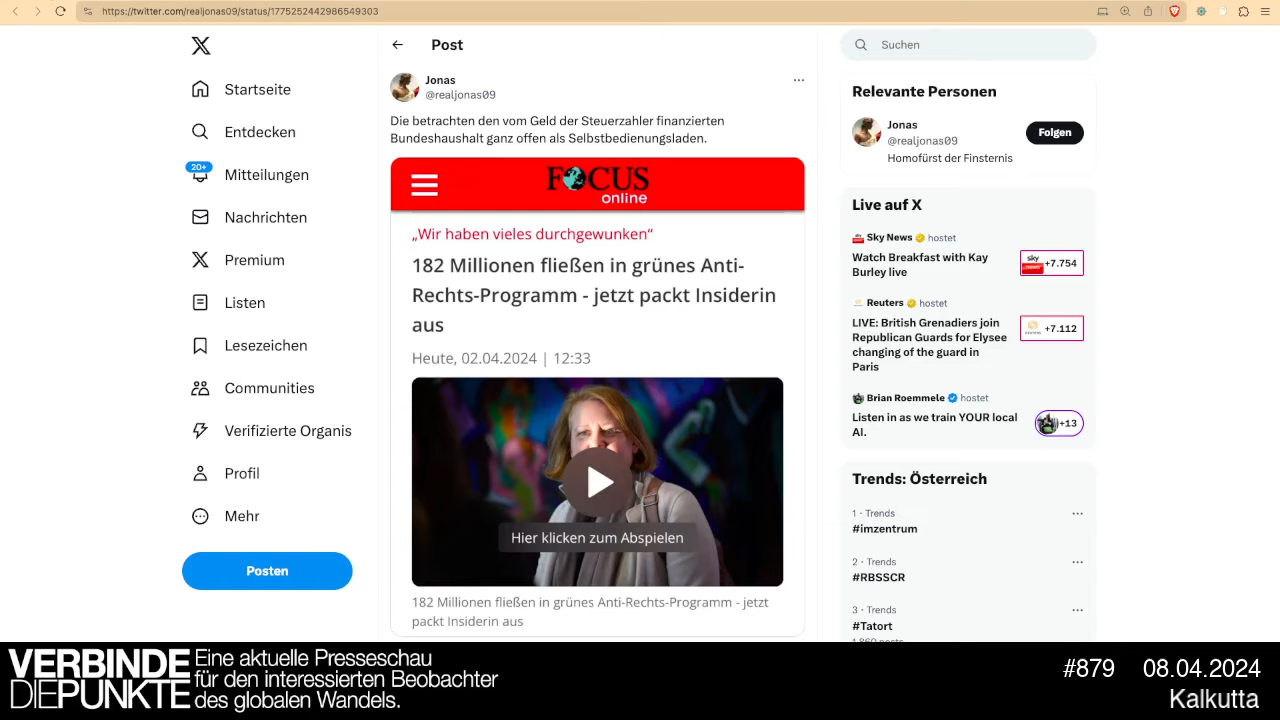 https://twitter.com/realjonas09/status/1775252442986549303
Startseite
Entdecken
20+
Mitteilungen
Nachrichten
Premium
Listen
Lesezeichen
Communities
Verifizierte Organis
Profil
Mehr
Posten
Post
Jonas
@realjonas09
Die betrachten den vom Geld der Steuerzahler finanzierten
Bundeshaushalt ganz offen als Selbstbedienungsladen.
FOCUS
online
„Wir haben vieles durchgewunken“
182 Millionen fließen in grünes Anti-
Rechts-Programm - jetzt packt Insiderin
aus
Heute, 02.04.2024 | 12:33
Hier klicken zum Abspielen
182 Millionen fließen in grünes Anti-Rechts-Programm - jetzt
packt Insiderin aus
Suchen
Relevante Personen
Jonas
@realjonas09
Homofürst der Finsternis
Folgen
Live auf X
Sky News hostet
Watch Breakfast with Kay
Burley live
sky
+7.754
Reuters hostet
LIVE: British Grenadiers join
Republican Guards for Elysee
changing of the guard in
Paris
+7.112
Brian Roemmele hostet
Listen in as we train YOUR local
AI.
+13
Trends: Österreich
1 · Trends
#imzentrum
2 · Trends
#RBSSCR
3 · Trends
#Tatort
1.860 posts
VERBINDE
DIEPUNKTE
Eine aktuelle Presseschau
für den interessierten Beobachter
des globalen Wandels.
#879 08.04.2024
Kalkutta